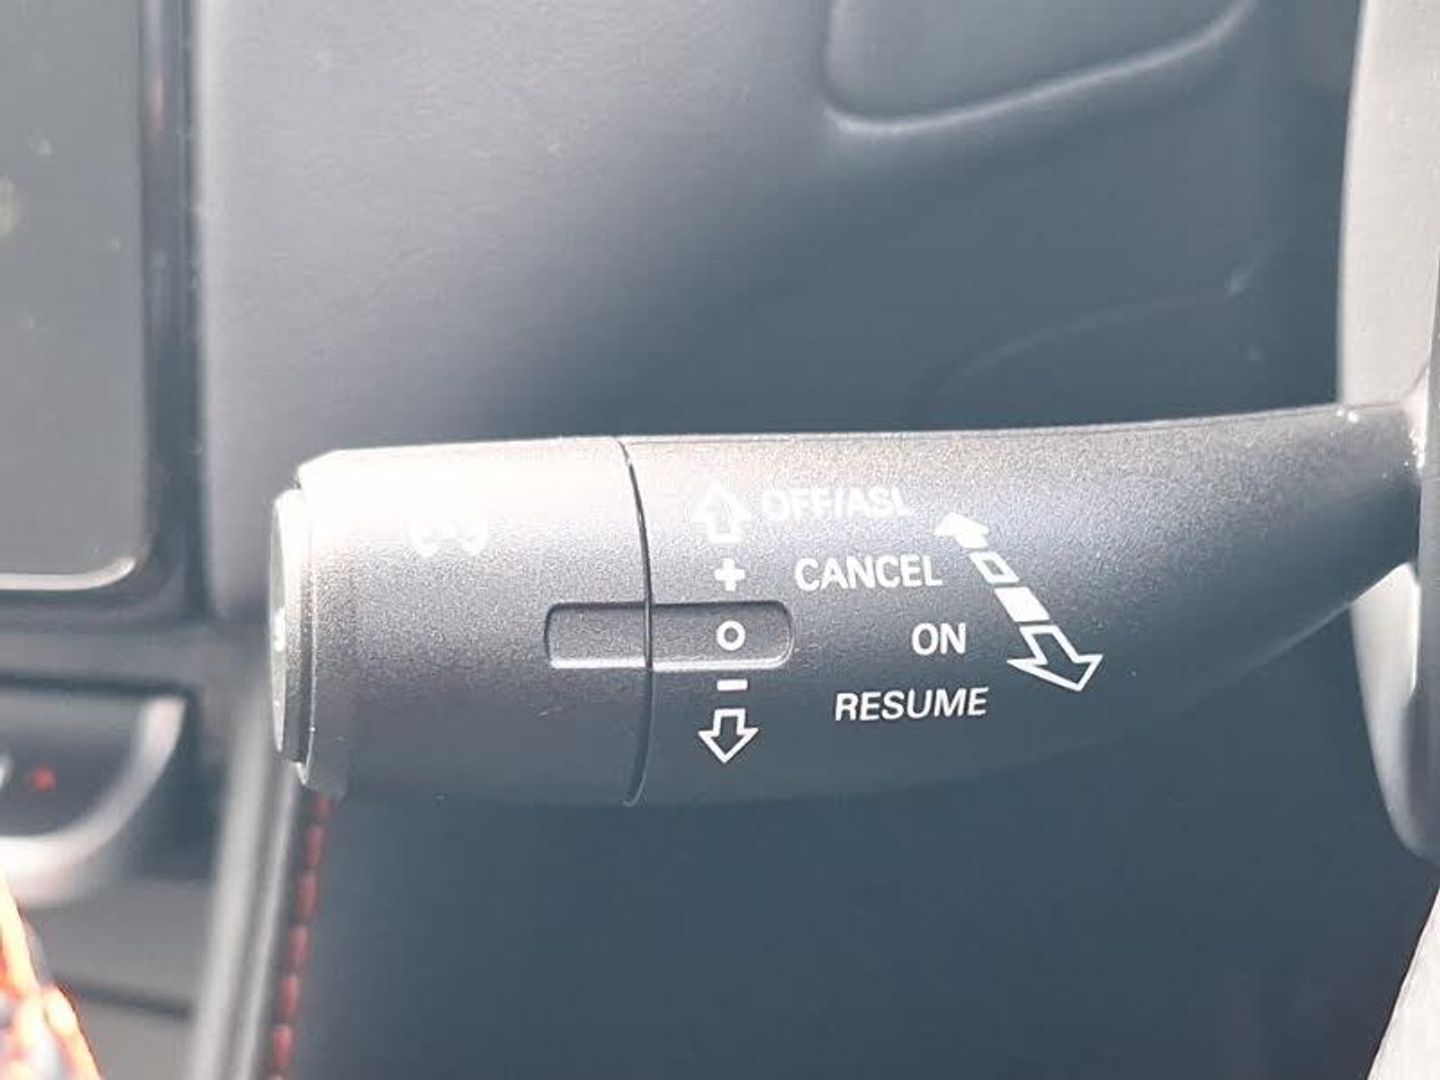 OFF/ASL
+ CANCEL
O ON
- RESUME